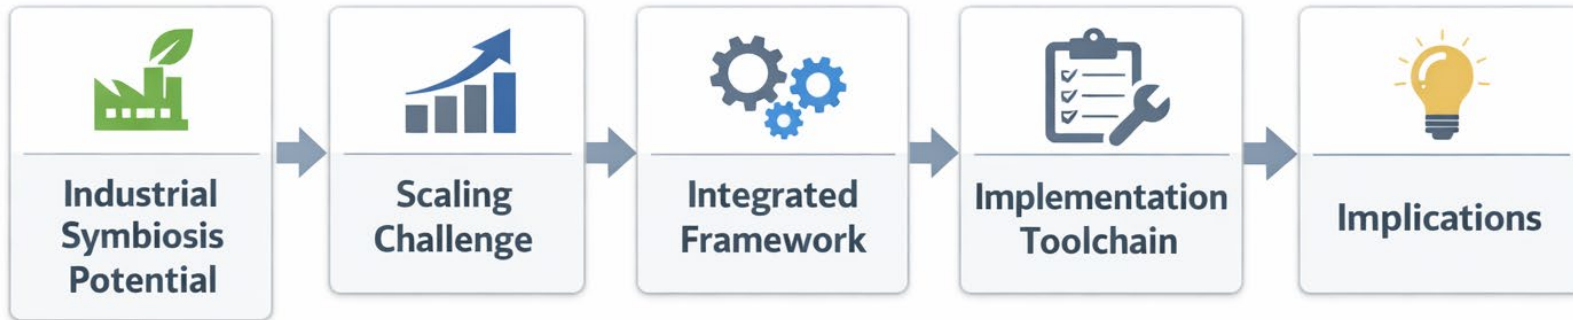 Industrial
Symbiosis
Potential
Scaling
Challenge
Integrated
Framework
Implementation
Toolchain
Implications